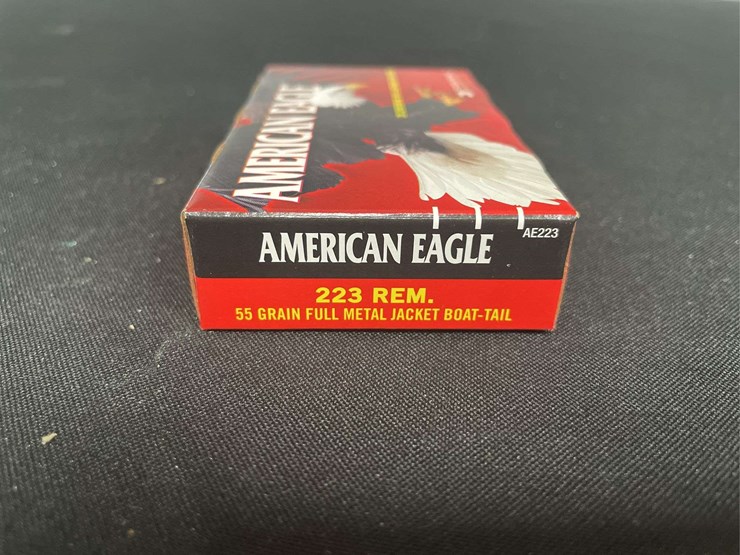 AMERICAN EAGLE
AMERICAN EAGLE
AE223
223 REM.
55 GRAIN FULL METAL JACKET BOAT-TAIL